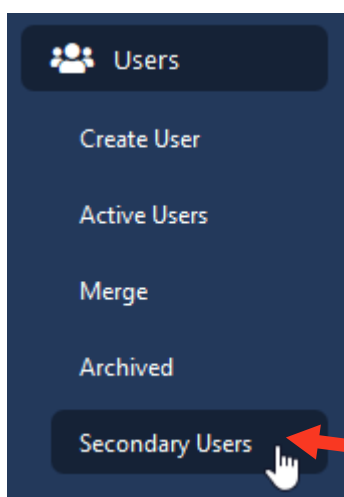 Users
Create User
Active Users
Merge
Archived
Secondary Users